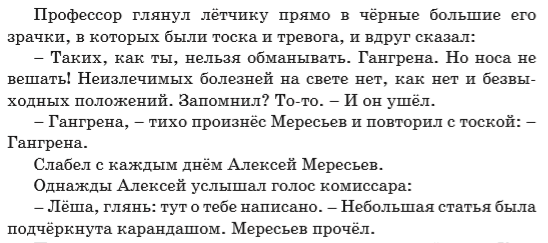 Профессор глянул лётчику прямо в чёрные большие его
зрачки, в которых были тоска и тревога, и вдруг сказал:
– Таких, как ты, нельзя обманывать. Гангрена. Но носа не
вешать! Неизлечимых болезней на свете нет, как нет и безвы-
ходных положений. Запомнил? То-то. – И он ушёл.
– Гангрена, – тихо произнёс Мересьев и повторил с тоской: –
Гангрена.
Слабел с каждым днём Алексей Мересьев.
Однажды Алексей услышал голос комиссара:
– Лёша, глянь: тут о тебе написано. – Небольшая статья была
подчёркнута карандашом. Мересьев прочёл.